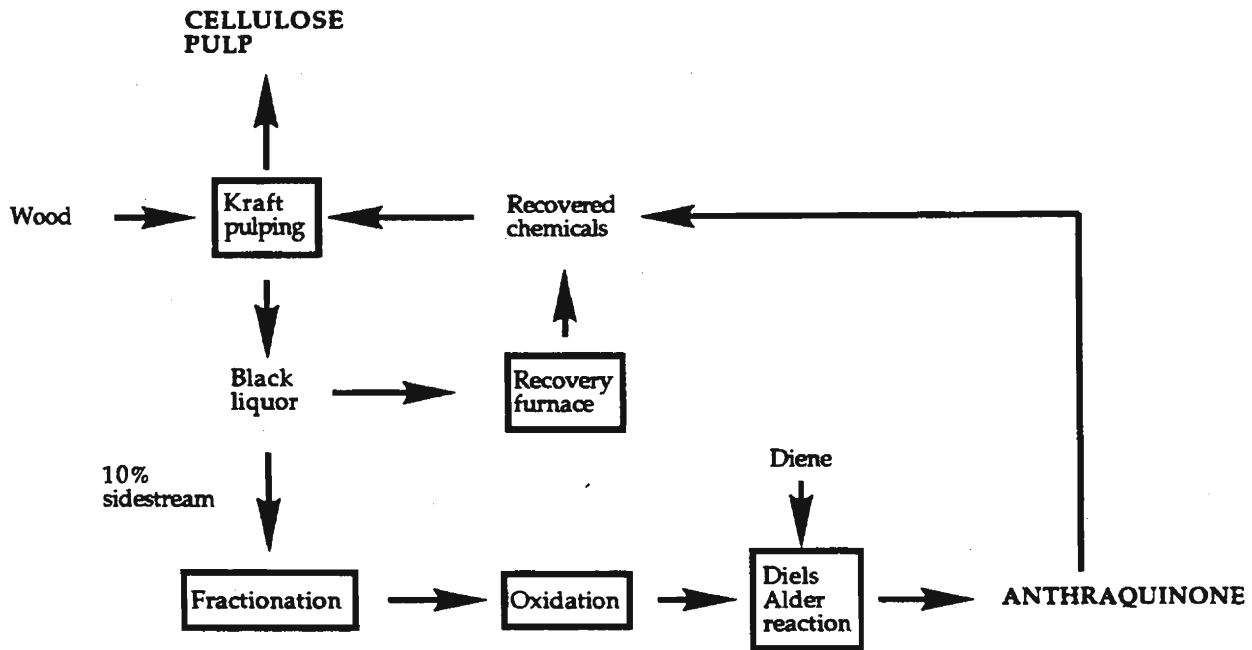 CELLULOSE
PULP
Wood
Kraft
pulping
Recovered
chemicals
Black
liquor
Recovery
furnace
10%
sidestream
Diene
Fractionation
Oxidation
Diels
Alder
reaction
ANTHRAQUINONE